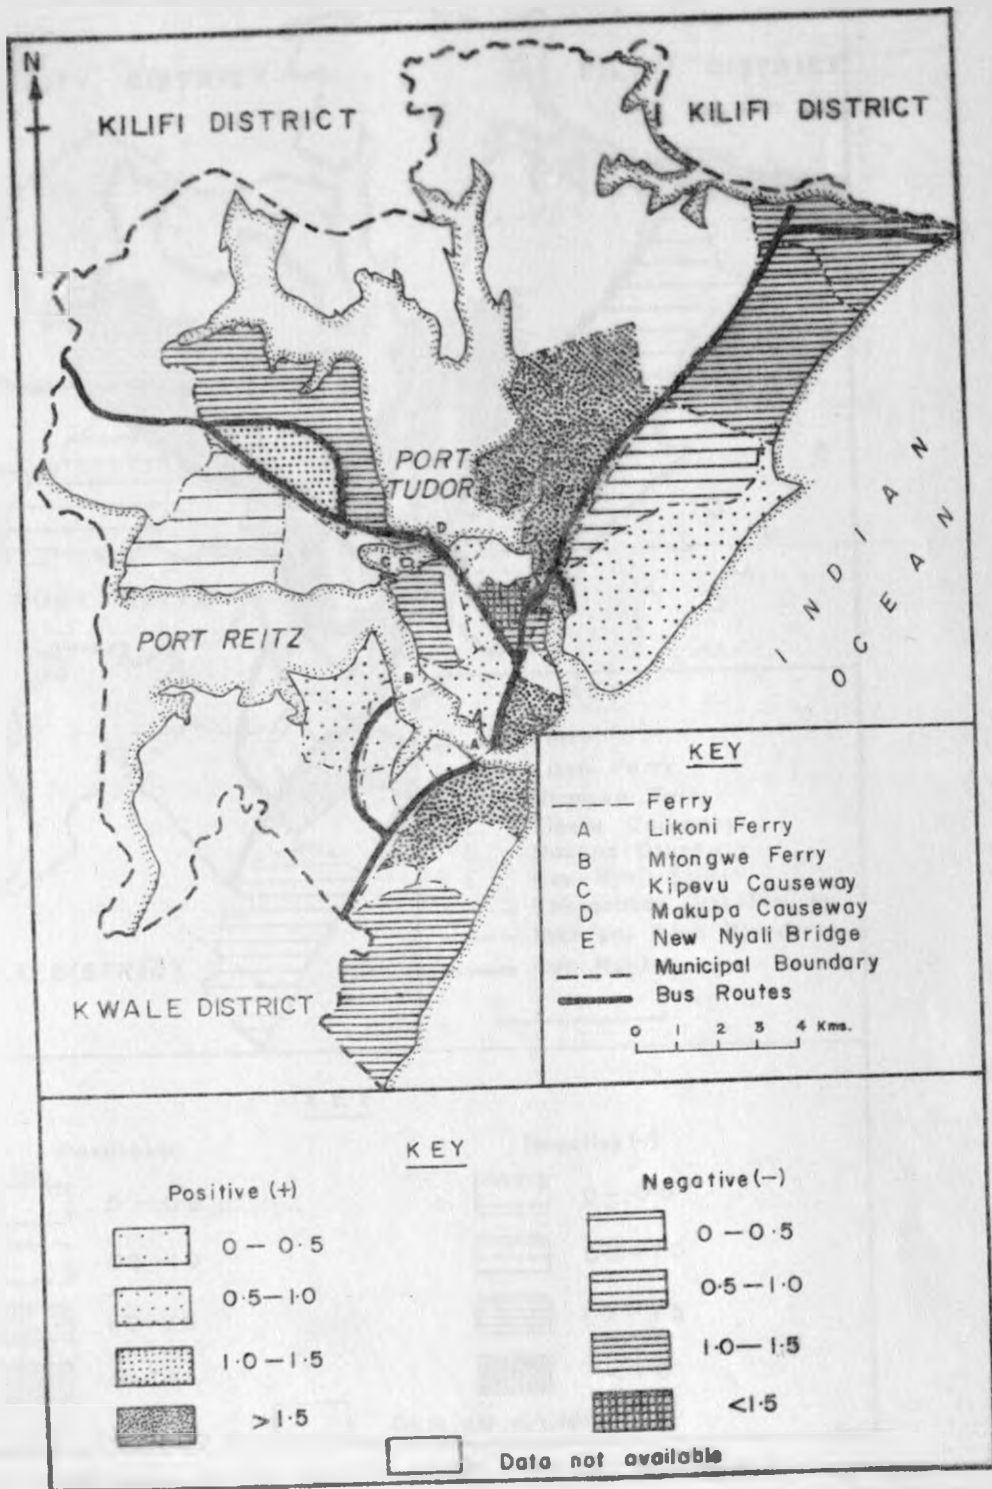 N
KILIFI DISTRICT
KILIFI DISTRICT
PORT
TUDOR
D
C
E
PORT REITZ
B
A
INDIAN
OCEAN
KWALE DISTRICT
KEY
Ferry
A Likoni Ferry
B Mtongwe Ferry
C Kipevu Causeway
D Makupa Causeway
E New Nyali Bridge
Municipal Boundary
Bus Routes
0 1 2 3 4 Kms.
KEY
Positive (+)
0 – 0·5
0·5 – 1·0
1·0 – 1·5
>1·5
Negative (–)
0 – 0·5
0·5 – 1·0
1·0 – 1·5
<1·5
Data not available